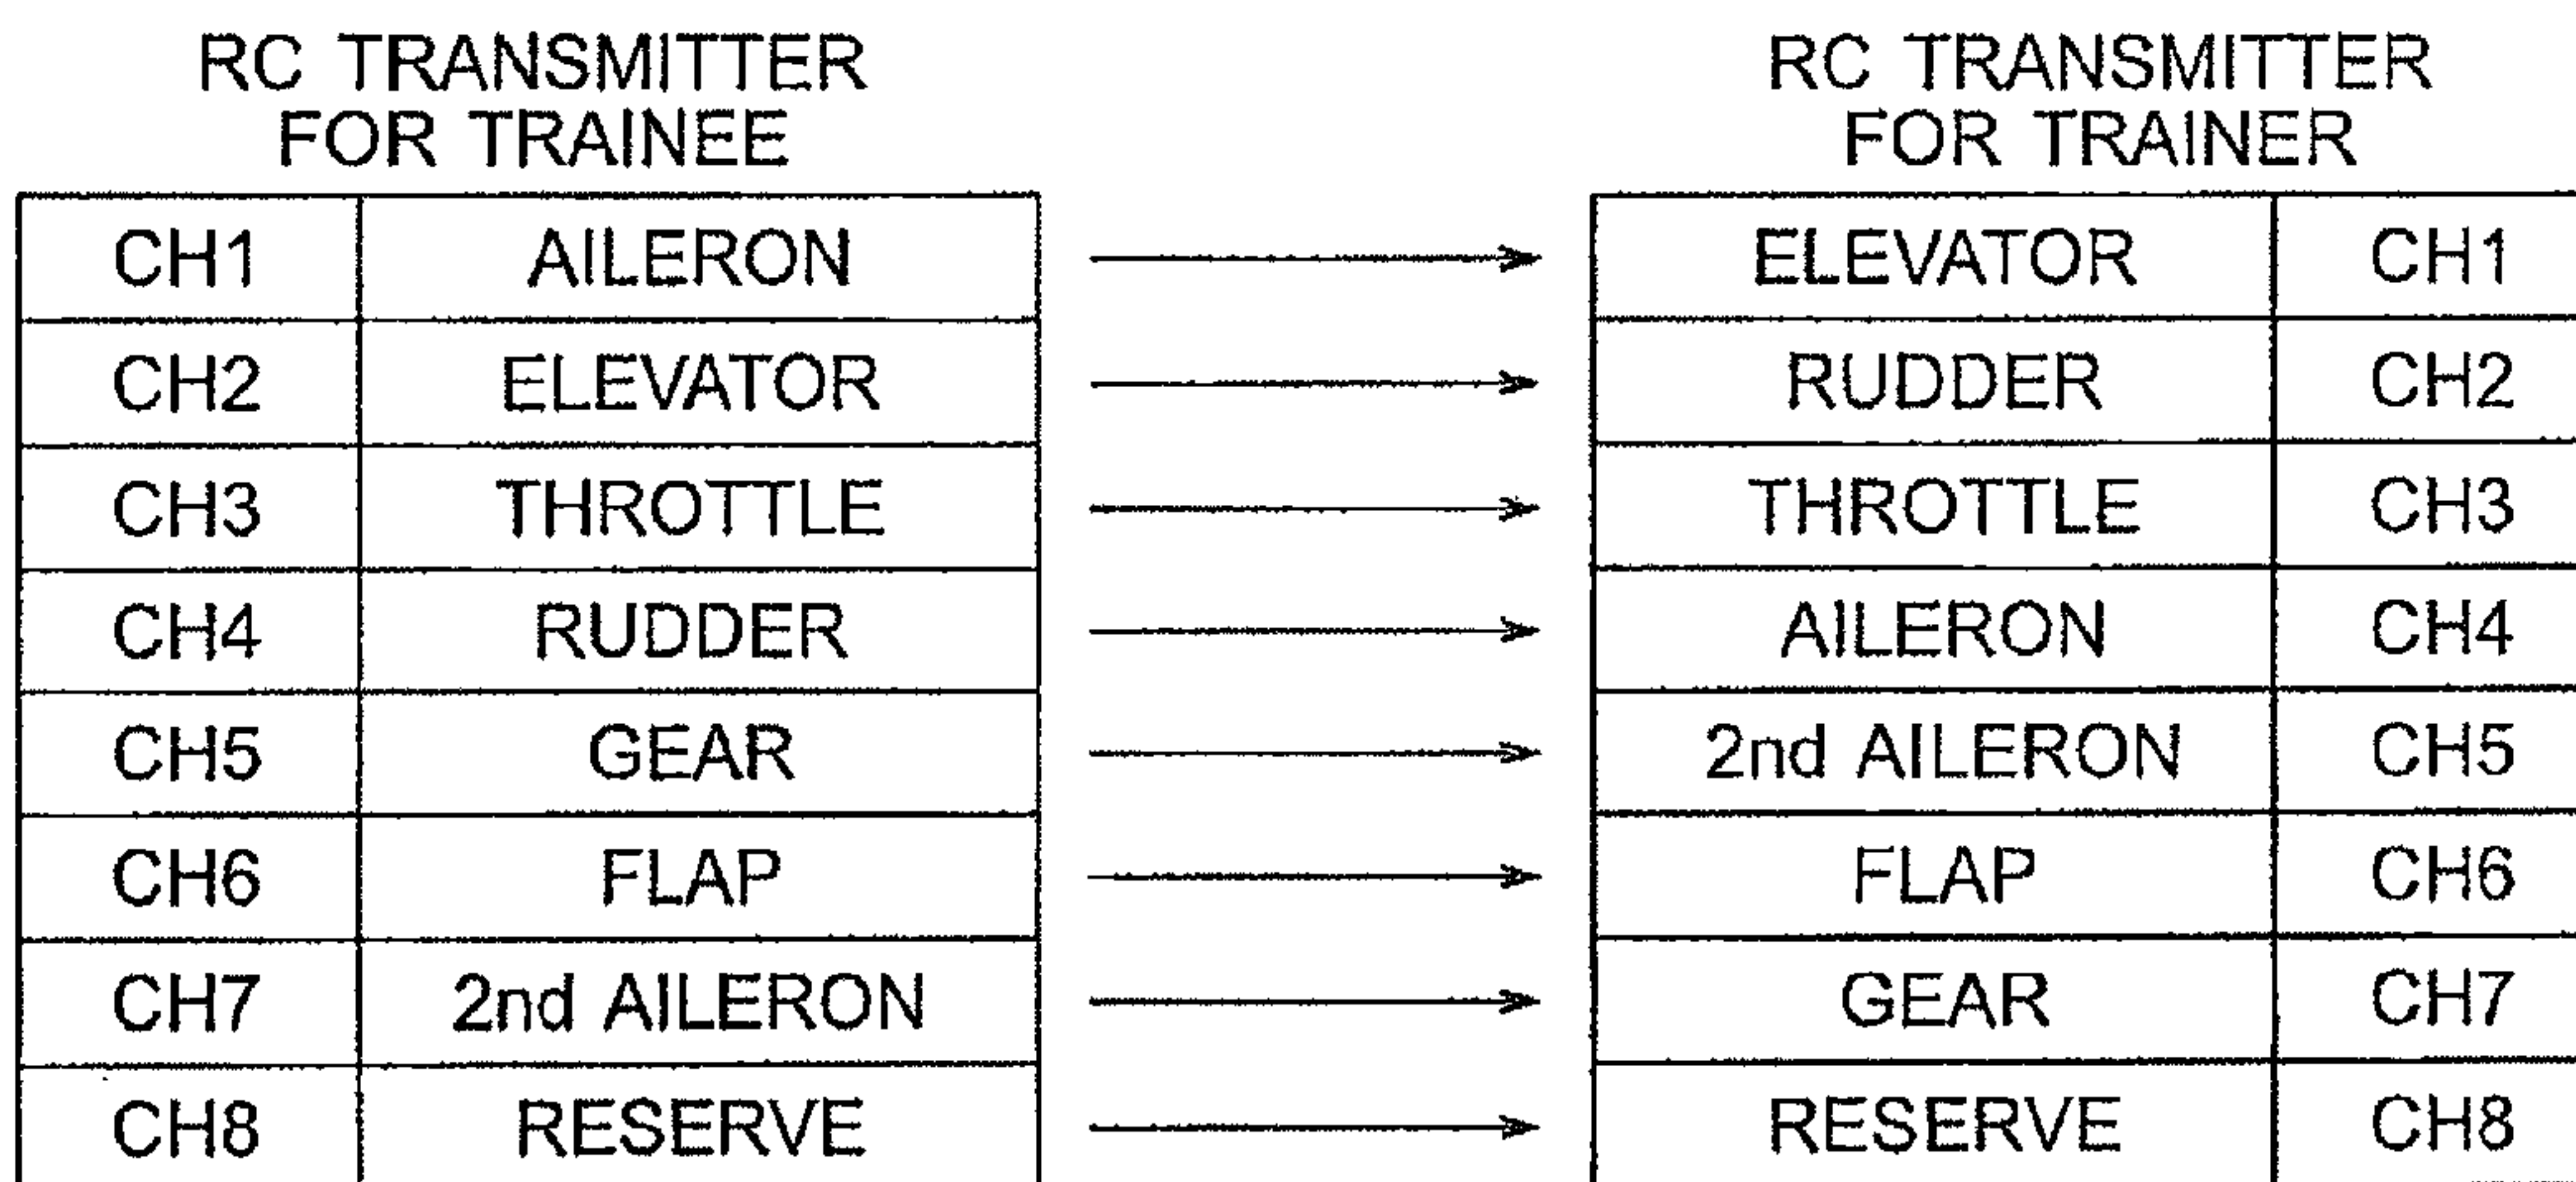 RC TRANSMITTER
FOR TRAINEE
RC TRANSMITTER
FOR TRAINER
CH1 AILERON ELEVATOR CH1
CH2 ELEVATOR RUDDER CH2
CH3 THROTTLE THROTTLE CH3
CH4 RUDDER AILERON CH4
CH5 GEAR 2nd AILERON CH5
CH6 FLAP FLAP CH6
CH7 2nd AILERON GEAR CH7
CH8 RESERVE RESERVE CH8